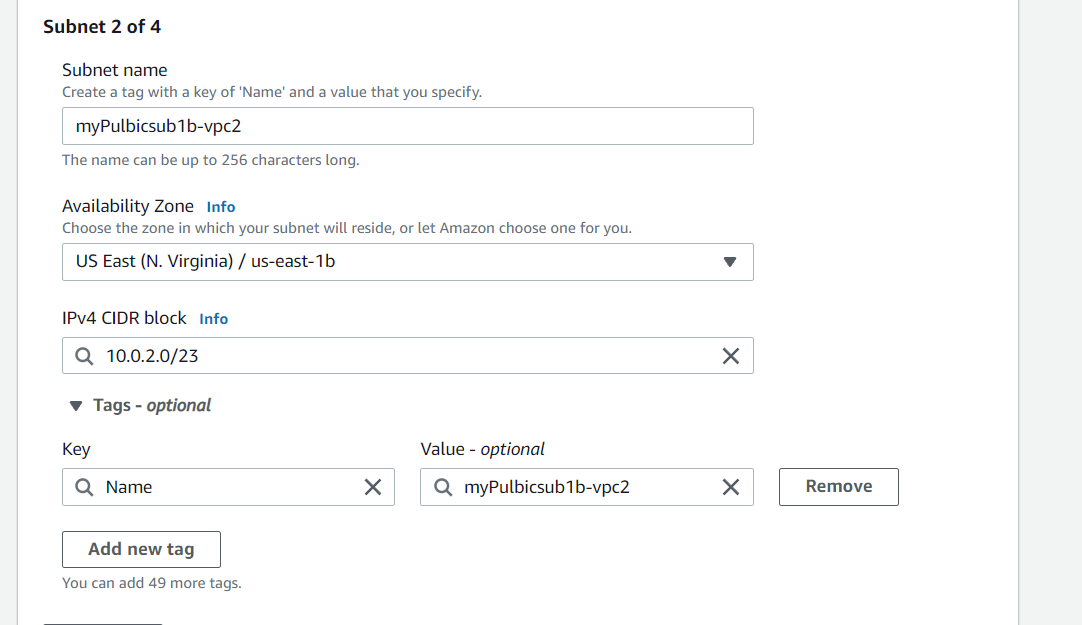 Subnet 2 of 4
Subnet name
Create a tag with a key of 'Name' and a value that you specify.
myPulbicsub1b-vpc2
The name can be up to 256 characters long.
Availability Zone Info
Choose the zone in which your subnet will reside, or let Amazon choose one for you.
US East (N. Virginia) / us-east-1b
IPv4 CIDR block Info
10.0.2.0/23
Tags - optional
Key Value - optional
Name myPulbicsub1b-vpc2 Remove
Add new tag
You can add 49 more tags.